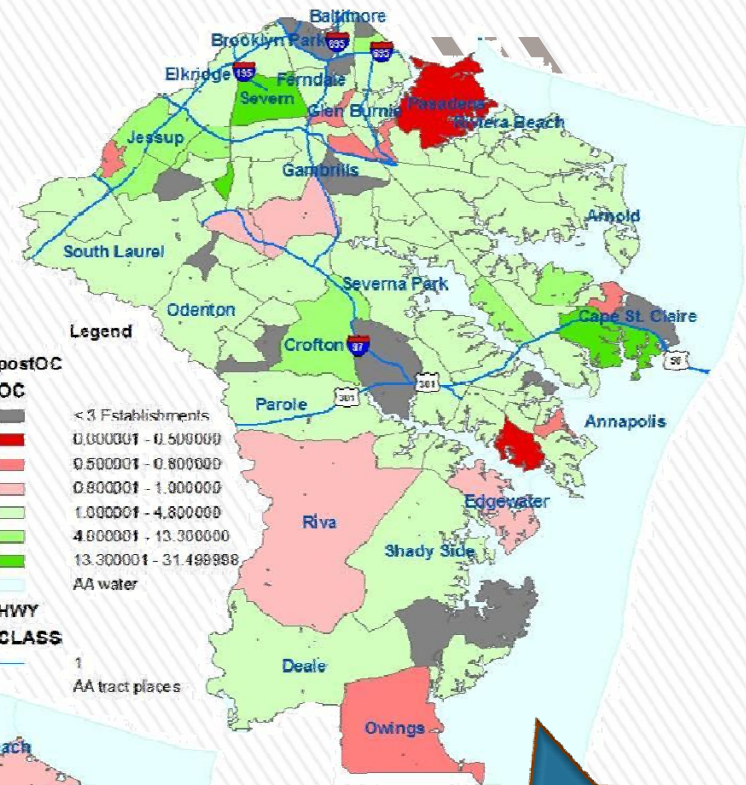 Baltimore
Brooklyn Park
895
695
Elkridge
195
Ferndale
Severn
Glen Burnie
Pasadena
Riviera Beach
Jessup
Gambrills
Arnold
South Laurel
Severna Park
Odenton
Cape St. Claire
Legend
Crofton
97
50
postOC
OC
301
301
Parole
Annapolis
< 3 Establishments
0.000001 - 0.500000
0.500001 - 0.800000
0.800001 - 1.000000
1.000001 - 4.800000
4.800001 - 13.300000
13.300001 - 31.499998
AA water
HWY
CLASS
1
AA tract places
Edgewater
Riva
Shady Side
Deale
Owings
ach